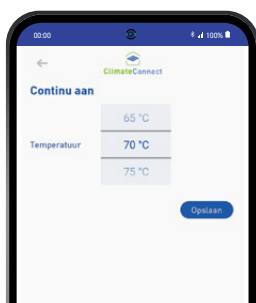 00:00
100%
ClimateConnect
Continu aan
65 °C
Temperatuur
70 °C
75 °C
Opslaan